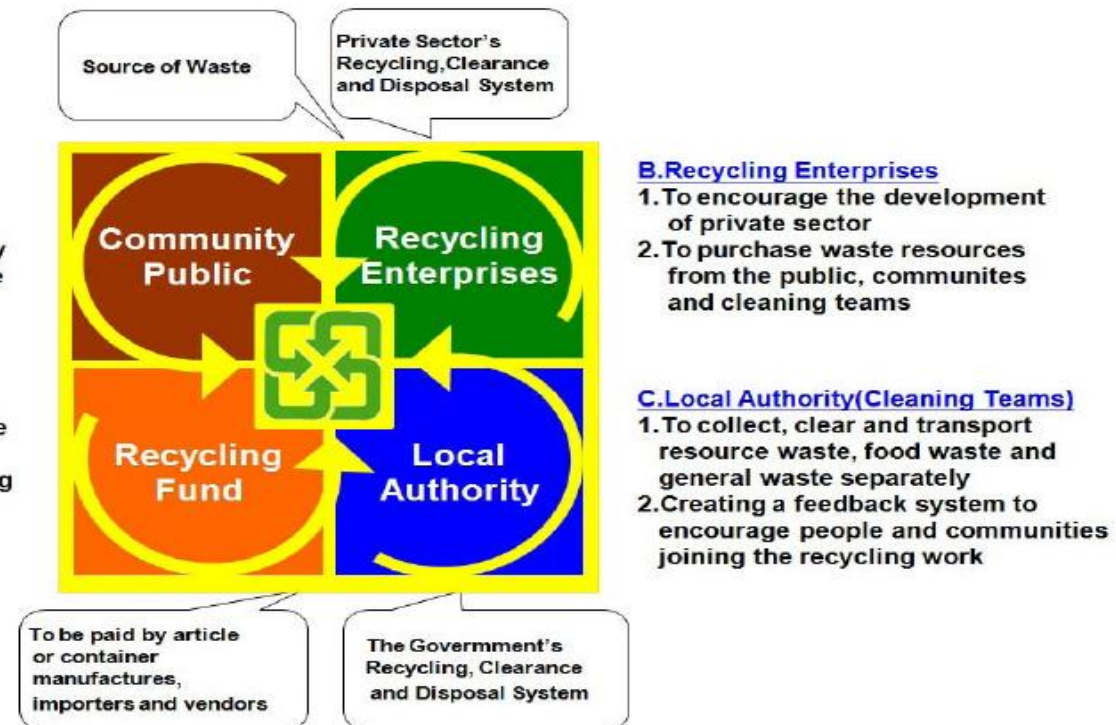 Source of Waste
Private Sector's
Recycling,Clearance
and Disposal System
Community
Public
Recycling
Enterprises
Recycling
Fund
Local
Authority
B.Recycling Enterprises
1.To encourage the development
of private sector
2.To purchase waste resources
from the public, communites
and cleaning teams
C.Local Authority(Cleaning Teams)
1.To collect, clear and transport
resource waste, food waste and
general waste separately
2.Creating a feedback system to
encourage people and communities
joining the recycling work
To be paid by article
or container
manufactures,
importers and vendors
The Govermment's
Recycling, Clearance
and Disposal System